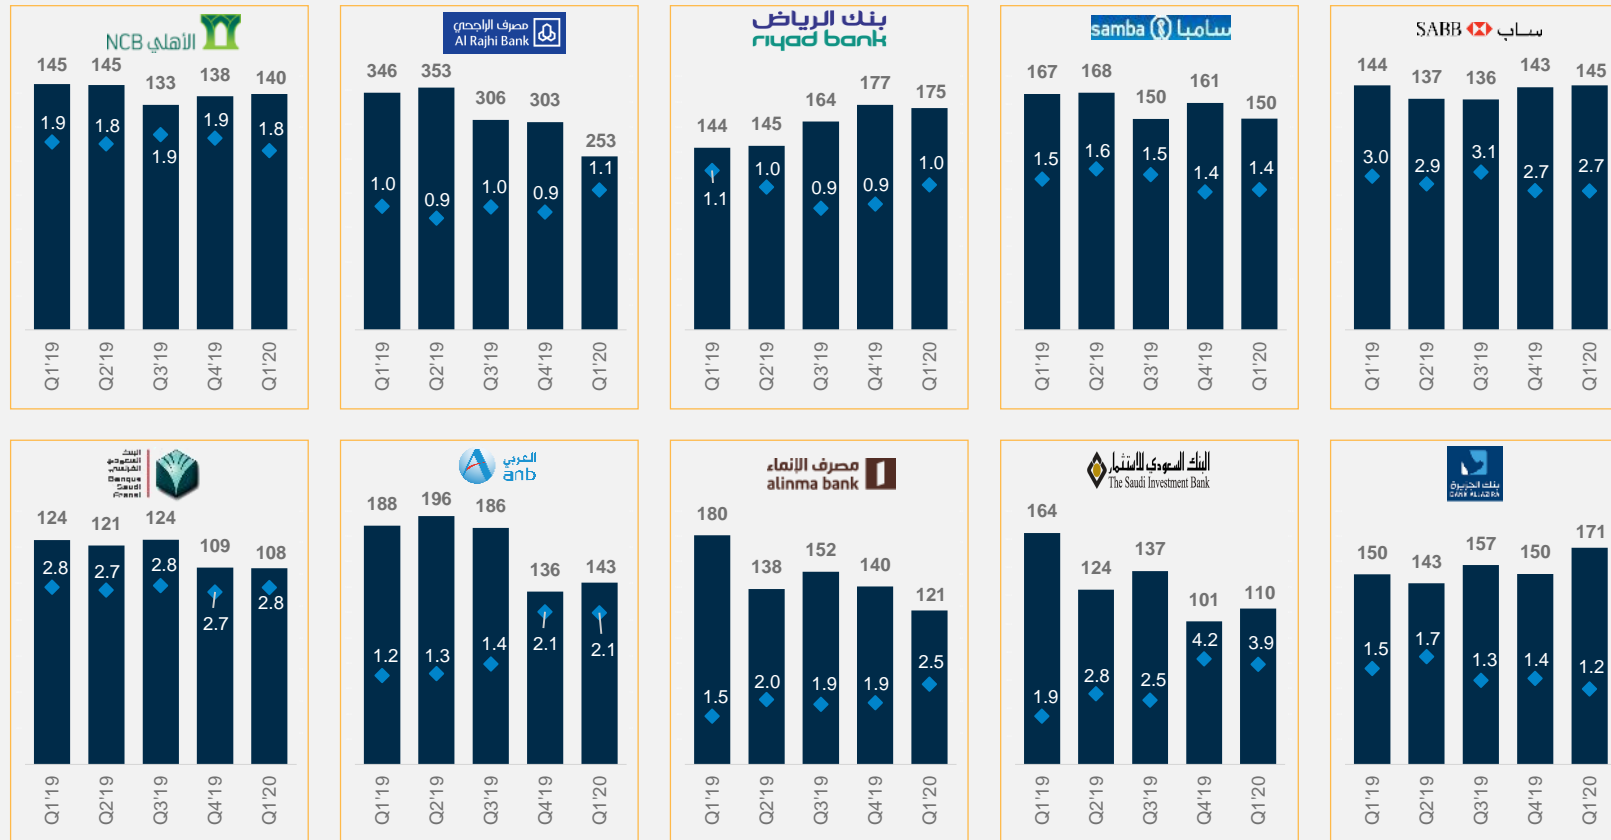 الأهلي NCB
145 145 133 138 140
1.9 1.8 1.9 1.9 1.8
Q1'19 Q2'19 Q3'19 Q4'19 Q1'20
مصرف الراجحي
Al Rajhi Bank
346 353 306 303 253
1.0 0.9 1.0 0.9 1.1
Q1'19 Q2'19 Q3'19 Q4'19 Q1'20
بنك الرياض
riyad bank
144 145 164 177 175
1.1 1.0 0.9 0.9 1.0
Q1'19 Q2'19 Q3'19 Q4'19 Q1'20
samba سامبا
167 168 150 161 150
1.5 1.6 1.5 1.4 1.4
Q1'19 Q2'19 Q3'19 Q4'19 Q1'20
SABB ساب
144 137 136 143 145
3.0 2.9 3.1 2.7 2.7
Q1'19 Q2'19 Q3'19 Q4'19 Q1'20
البنك
السعودي
الفرنسي
Banque
Saudi
Fransi
124 121 124 109 108
2.8 2.7 2.8 2.7 2.8
Q1'19 Q2'19 Q3'19 Q4'19 Q1'20
العربي
anb
188 196 186 136 143
1.2 1.3 1.4 2.1 2.1
Q1'19 Q2'19 Q3'19 Q4'19 Q1'20
مصرف الإنماء
alinma bank
180 138 152 140 121
1.5 2.0 1.9 1.9 2.5
Q1'19 Q2'19 Q3'19 Q4'19 Q1'20
البنك السعودي للاستثمار
The Saudi Investment Bank
164 124 137 101 110
1.9 2.8 2.5 4.2 3.9
Q1'19 Q2'19 Q3'19 Q4'19 Q1'20
بنك الجزيرة
BANK ALJAZIRA
150 143 157 150 171
1.5 1.7 1.3 1.4 1.2
Q1'19 Q2'19 Q3'19 Q4'19 Q1'20